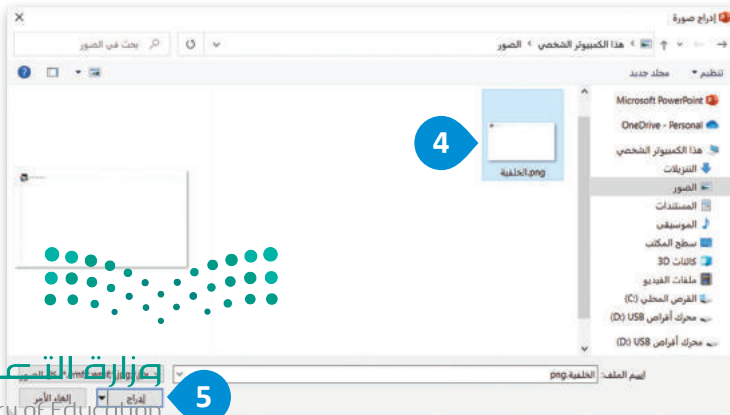 إدراج صورة
هذا الكمبيوتر الشخصي > الصور
بحث في الصور
تنظيم
مجلد جديد
Microsoft PowerPoint
OneDrive - Personal
هذا الكمبيوتر الشخصي
التنزيلات
الصور
المستندات
الموسيقى
سطح المكتب
كائنات 3D
ملفات الفيديو
القرص المحلي (C:)
محرك أقراص USB (D:)
محرك أقراص USB (D:)
الخلفية.png
4
اسم الملف:
الخلفية.png
إدراج
إلغاء الأمر
5
وزارة التـ
ry of Education